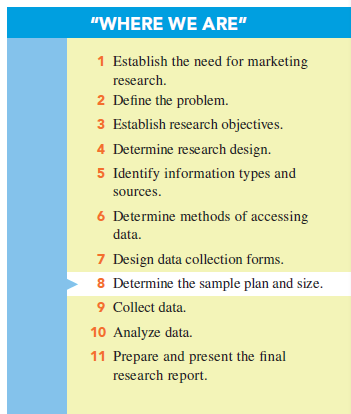 "WHERE WE ARE"
1 Establish the need for marketing
research.
2 Define the problem.
3 Establish research objectives.
4 Determine research design.
5 Identify information types and
sources.
6 Determine methods of accessing
data.
7 Design data collection forms.
8 Determine the sample plan and size.
9 Collect data.
10 Analyze data.
11 Prepare and present the final
research report.